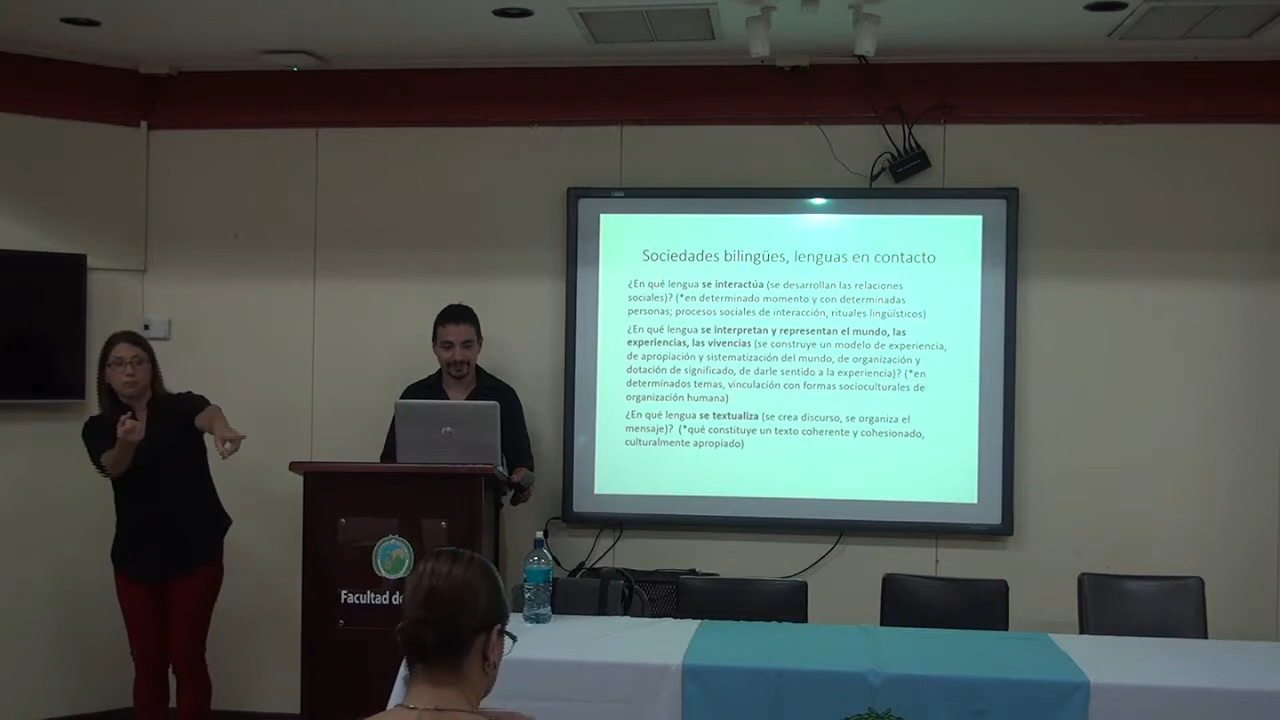 Sociedades bilingües, lenguas en contacto
¿En qué lengua se interactúa (se desarrollan las relaciones
sociales)? (*en determinado momento y con determinadas
personas; procesos sociales de interacción, rituales linguísticos)
¿En qué lengua se interpretan y representan el mundo, las
experiencias, las vivencias (se construye un modelo de experiencia,
de apropiación y sistematización del mundo, de organización y
dotación de significado, de darle sentido a la experiencia)? (*en
determinados temas, vinculación con formas socioculturales de
organización humana)
¿En qué lengua se textualiza (se crea discurso, se organiza el
mensaje)? (*qué constituye un texto coherente y cohesionado,
culturalmente apropiado)
Facultad de